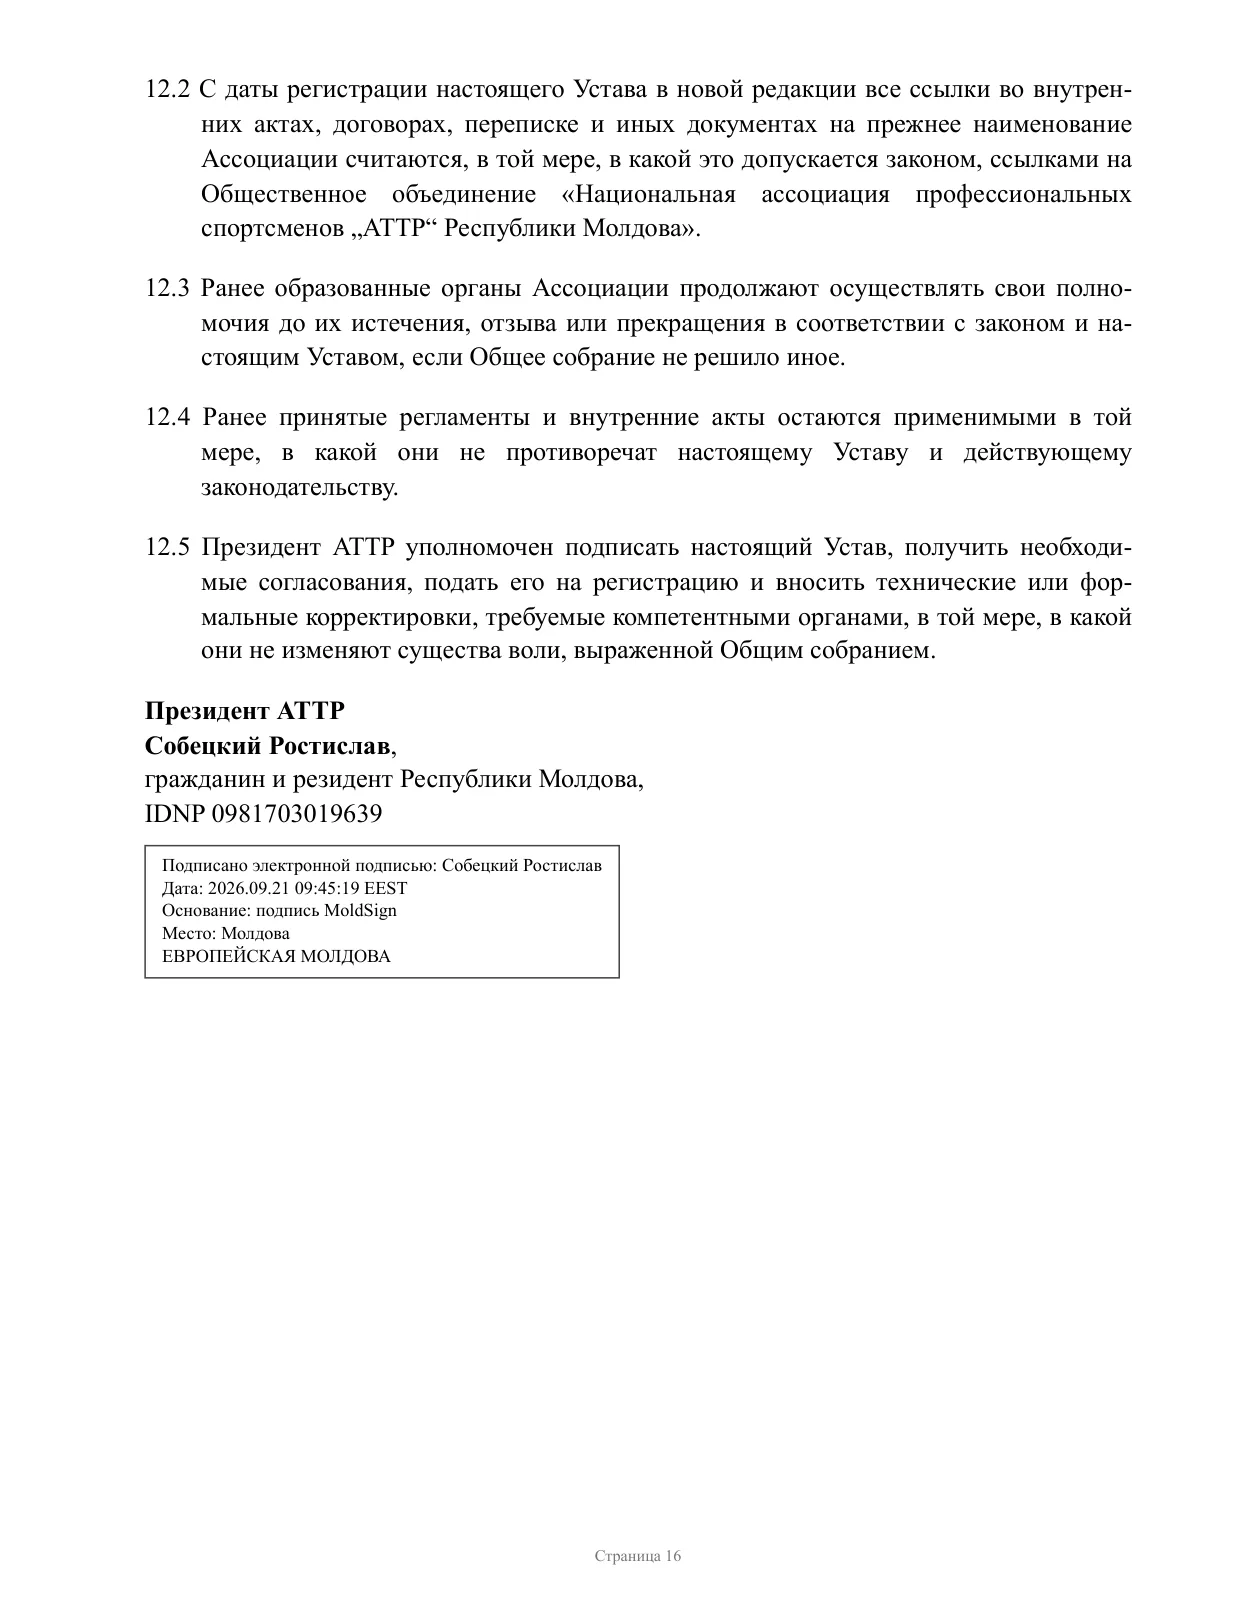 12.2 С даты регистрации настоящего Устава в новой редакции все ссылки во внутрен-
них актах, договорах, переписке и иных документах на прежнее наименование
Ассоциации считаются, в той мере, в какой это допускается законом, ссылками на
Общественное объединение «Национальная ассоциация профессиональных
спортсменов „АТТР“ Республики Молдова».
12.3 Ранее образованные органы Ассоциации продолжают осуществлять свои полно-
мочия до их истечения, отзыва или прекращения в соответствии с законом и на-
стоящим Уставом, если Общее собрание не решило иное.
12.4 Ранее принятые регламенты и внутренние акты остаются применимыми в той
мере, в какой они не противоречат настоящему Уставу и действующему
законодательству.
12.5 Президент АТТР уполномочен подписать настоящий Устав, получить необходи-
мые согласования, подать его на регистрацию и вносить технические или фор-
мальные корректировки, требуемые компетентными органами, в той мере, в какой
они не изменяют существа воли, выраженной Общим собранием.
Президент АТТР
Собецкий Ростислав,
гражданин и резидент Республики Молдова,
IDNP 0981703019639
Подписано электронной подписью: Собецкий Ростислав
Дата: 2026.09.21 09:45:19 EEST
Основание: подпись MoldSign
Место: Молдова
ЕВРОПЕЙСКАЯ МОЛДОВА
Страница 16